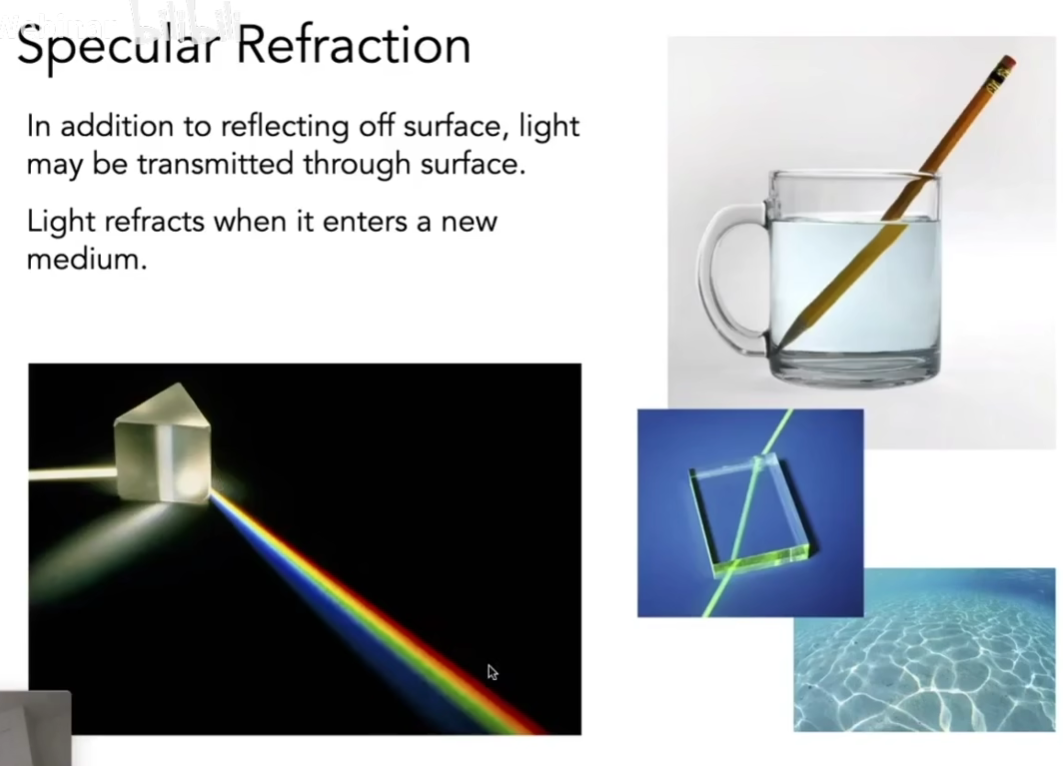 Specular Refraction
In addition to reflecting off surface, light
may be transmitted through surface.
Light refracts when it enters a new
medium.